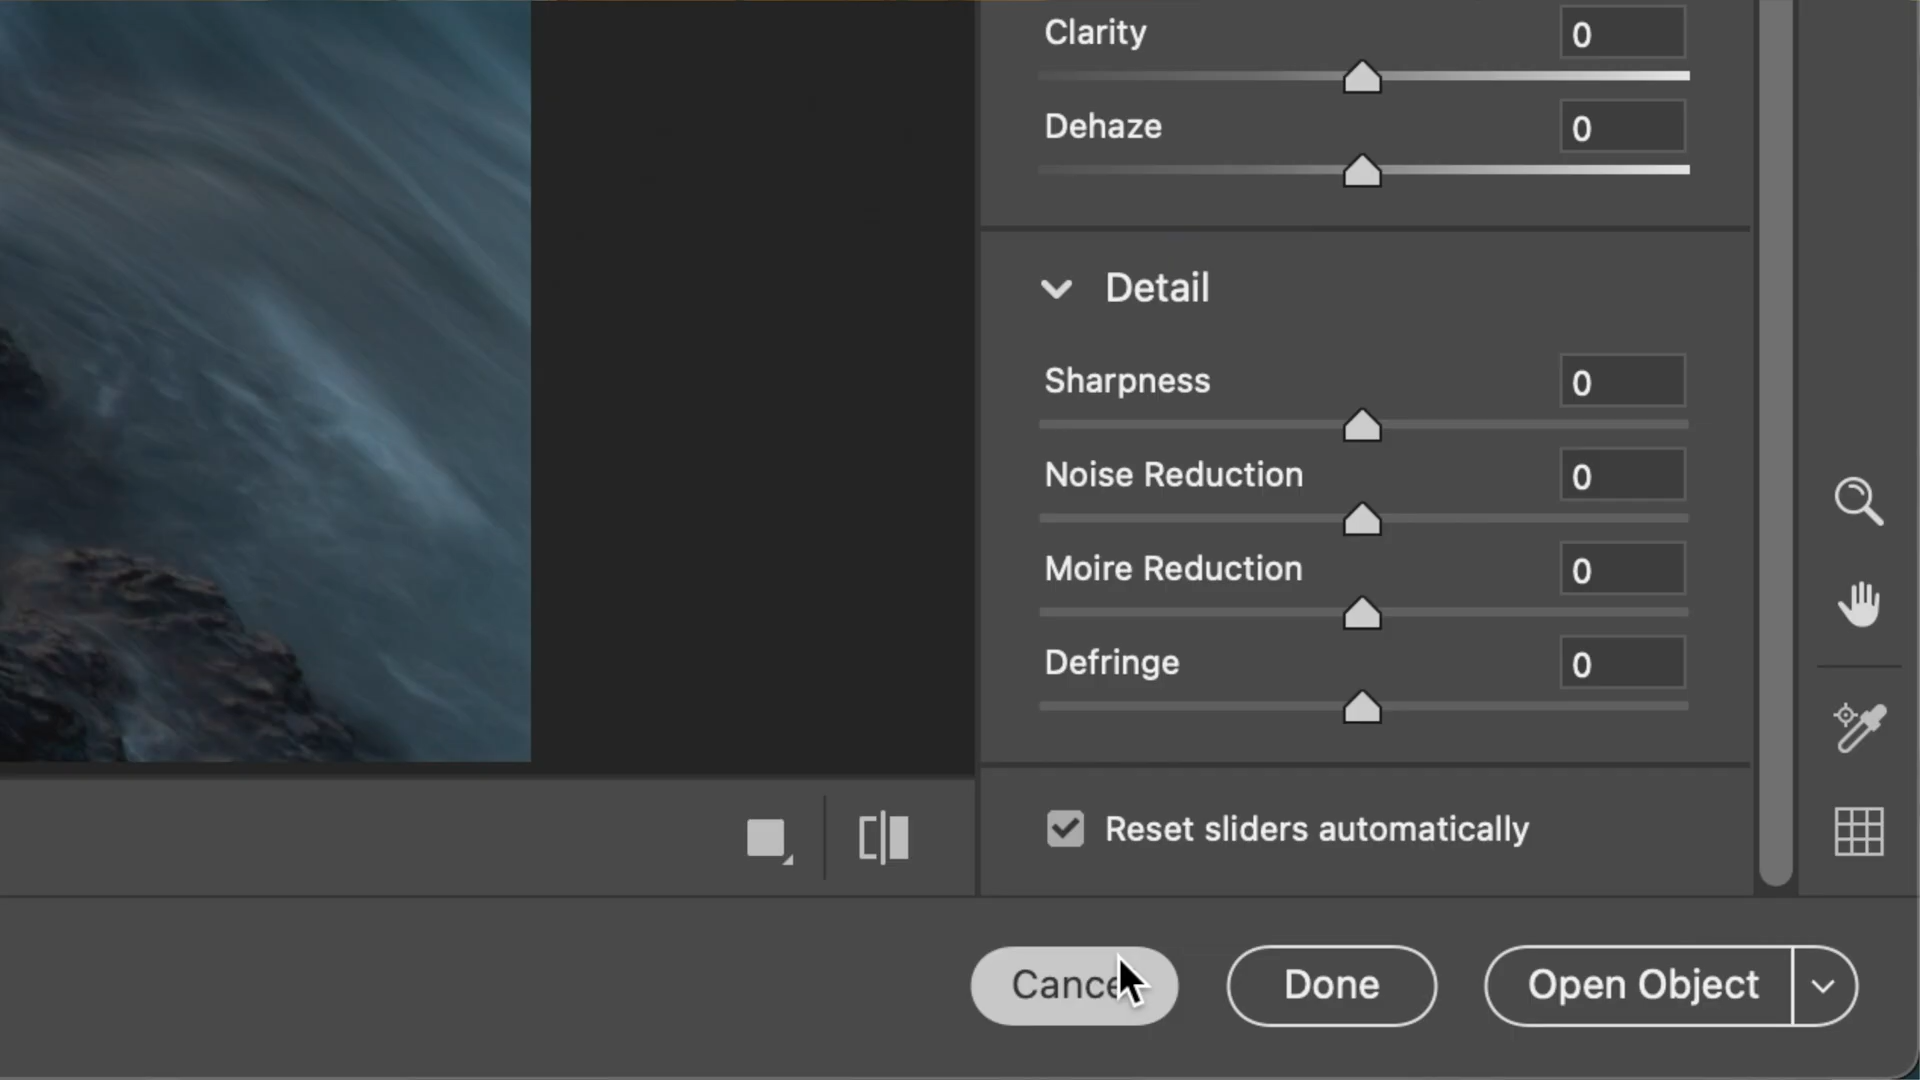 Clarity 0
Dehaze 0
Detail
Sharpness 0
Noise Reduction 0
Moire Reduction 0
Defringe 0
Reset sliders automatically
Cance
Done
Open Object